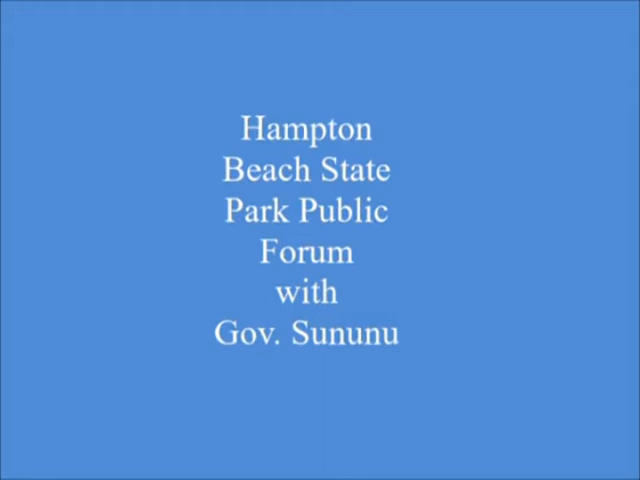 Hampton
Beach State
Park Public
Forum
with
Gov. Sununu